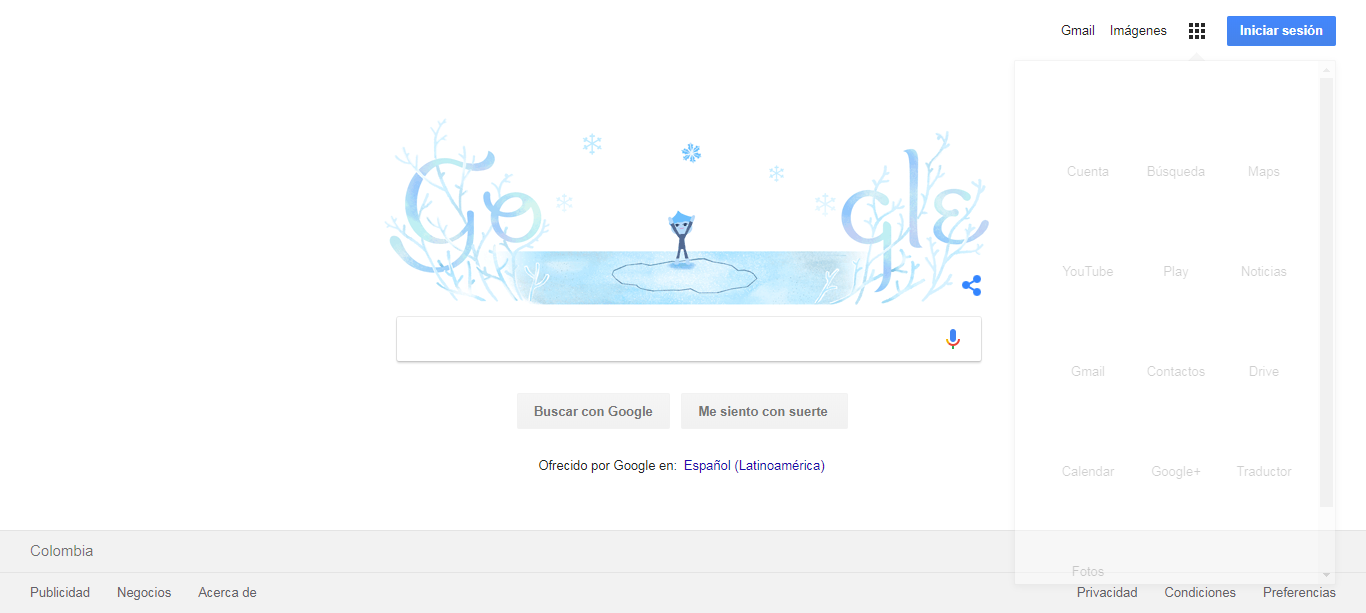 Gmail Imágenes Iniciar sesión
Google
Cuenta Búsqueda Maps
YouTube Play Noticias
Gmail Contactos Drive
Buscar con Google Me siento con suerte
Ofrecido por Google en: Español (Latinoamérica)
Calendar Google+ Traductor
Colombia
Fotos
Publicidad Negocios Acerca de Privacidad Condiciones Preferencias